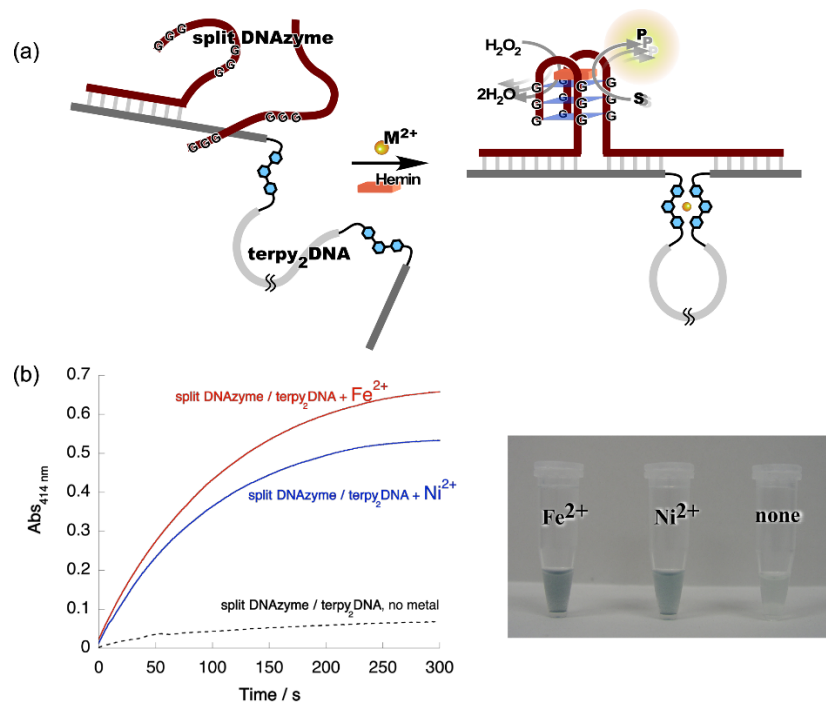 (a)
split DNAzyme
G G G
G G G
G G G
G G G
M²⁺
Hemin
terpy₂DNA
H₂O₂
2H₂O
P P P
S S
G G G
G G G
G G G
G G G
(b)
0.7
0.6
0.5
0.4
0.3
0.2
0.1
0
Abs₄₁₄ ₙₘ
split DNAzyme / terpy₂DNA + Fe²⁺
split DNAzyme / terpy₂DNA + Ni²⁺
split DNAzyme / terpy₂DNA, no metal
0 50 100 150 200 250 300
Time / s
Fe²⁺
Ni²⁺
none